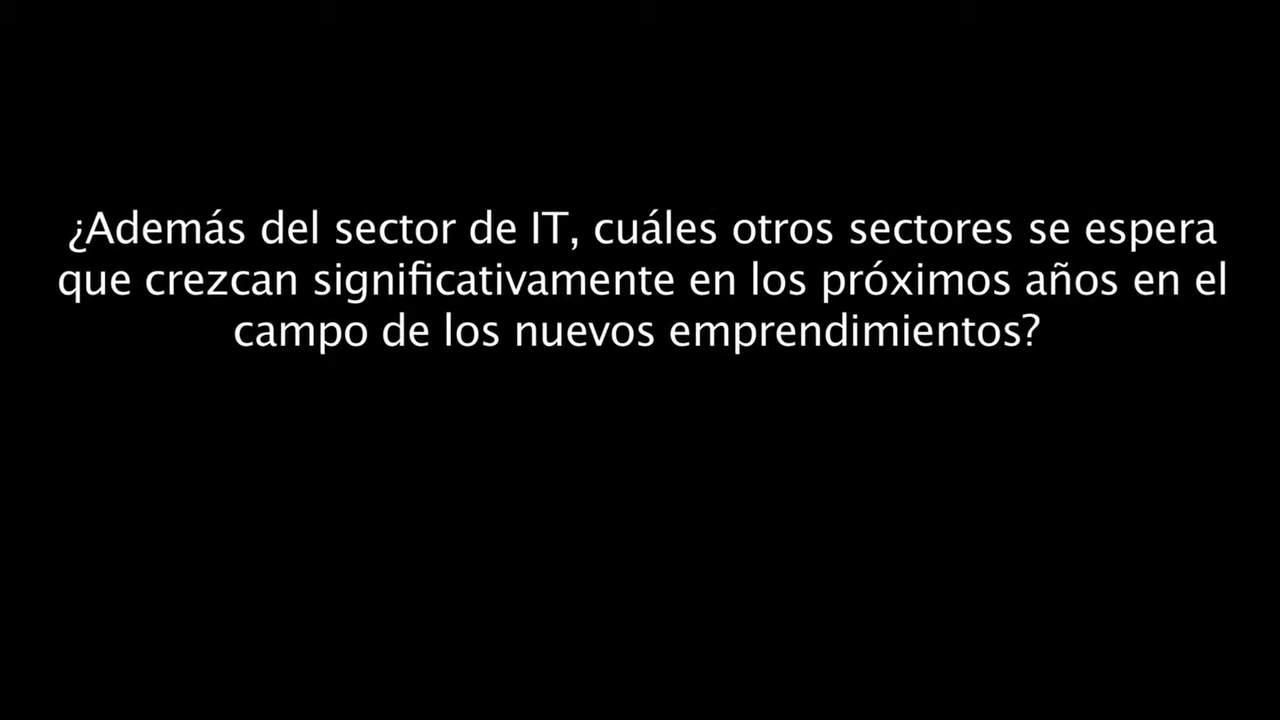 ¿Además del sector de IT, cuáles otros sectores se espera
que crezcan significativamente en los próximos años en el
campo de los nuevos emprendimientos?